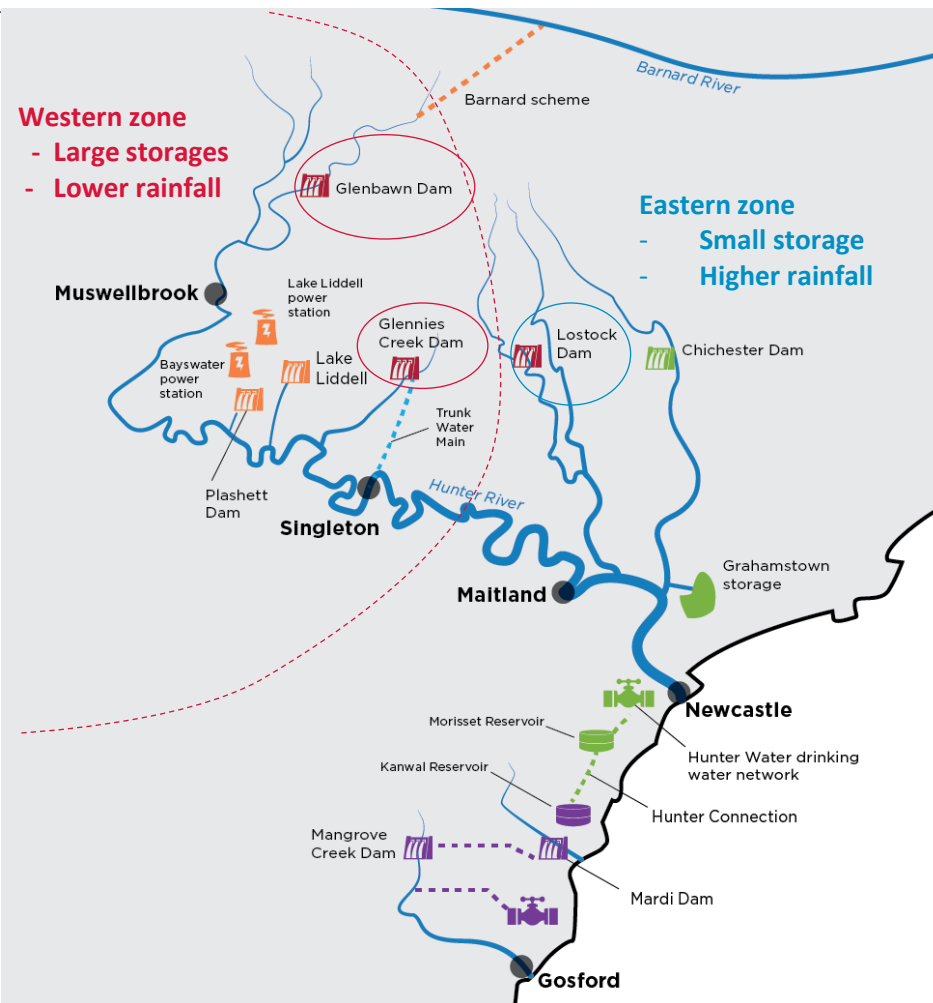 Barnard River
Barnard scheme
Western zone
- Large storages
- Lower rainfall
Glenbawn Dam
Eastern zone
- Small storage
- Higher rainfall
Muswellbrook
Lake Liddell
power
station
Glennies
Creek Dam
Lostock
Dam
Chichester Dam
Bayswater
power
station
Lake
Liddell
Trunk
Water
Main
Plashett
Dam
Hunter River
Singleton
Maitland
Grahamstown
storage
Newcastle
Morisset Reservoir
Hunter Water drinking
water network
Kanwal Reservoir
Hunter Connection
Mangrove
Creek Dam
Mardi Dam
Gosford